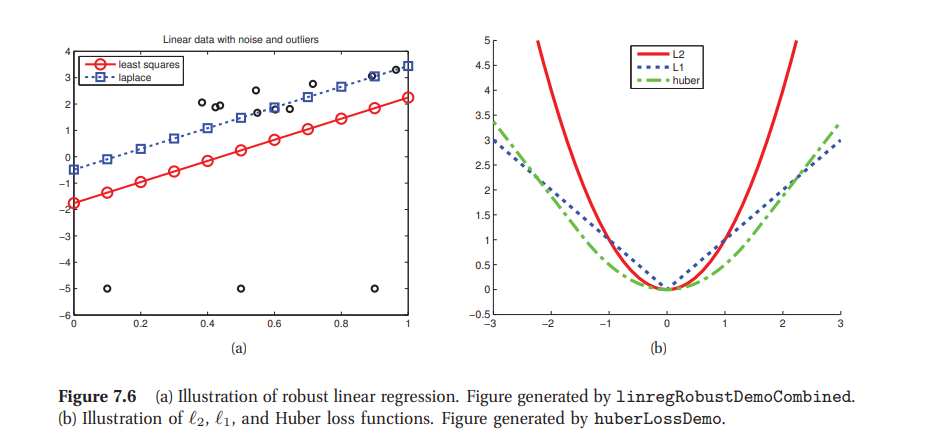 Linear data with noise and outliers
4
3
2
1
0
−1
−2
−3
−4
−5
−6
0 0.2 0.4 0.6 0.8 1
least squares
laplace
(a)
5
4.5
4
3.5
3
2.5
2
1.5
1
0.5
0
−0.5
−3 −2 −1 0 1 2 3
L2
L1
huber
(b)
Figure 7.6 (a) Illustration of robust linear regression. Figure generated by linregRobustDemoCombined.
(b) Illustration of ℓ2, ℓ1, and Huber loss functions. Figure generated by huberLossDemo.